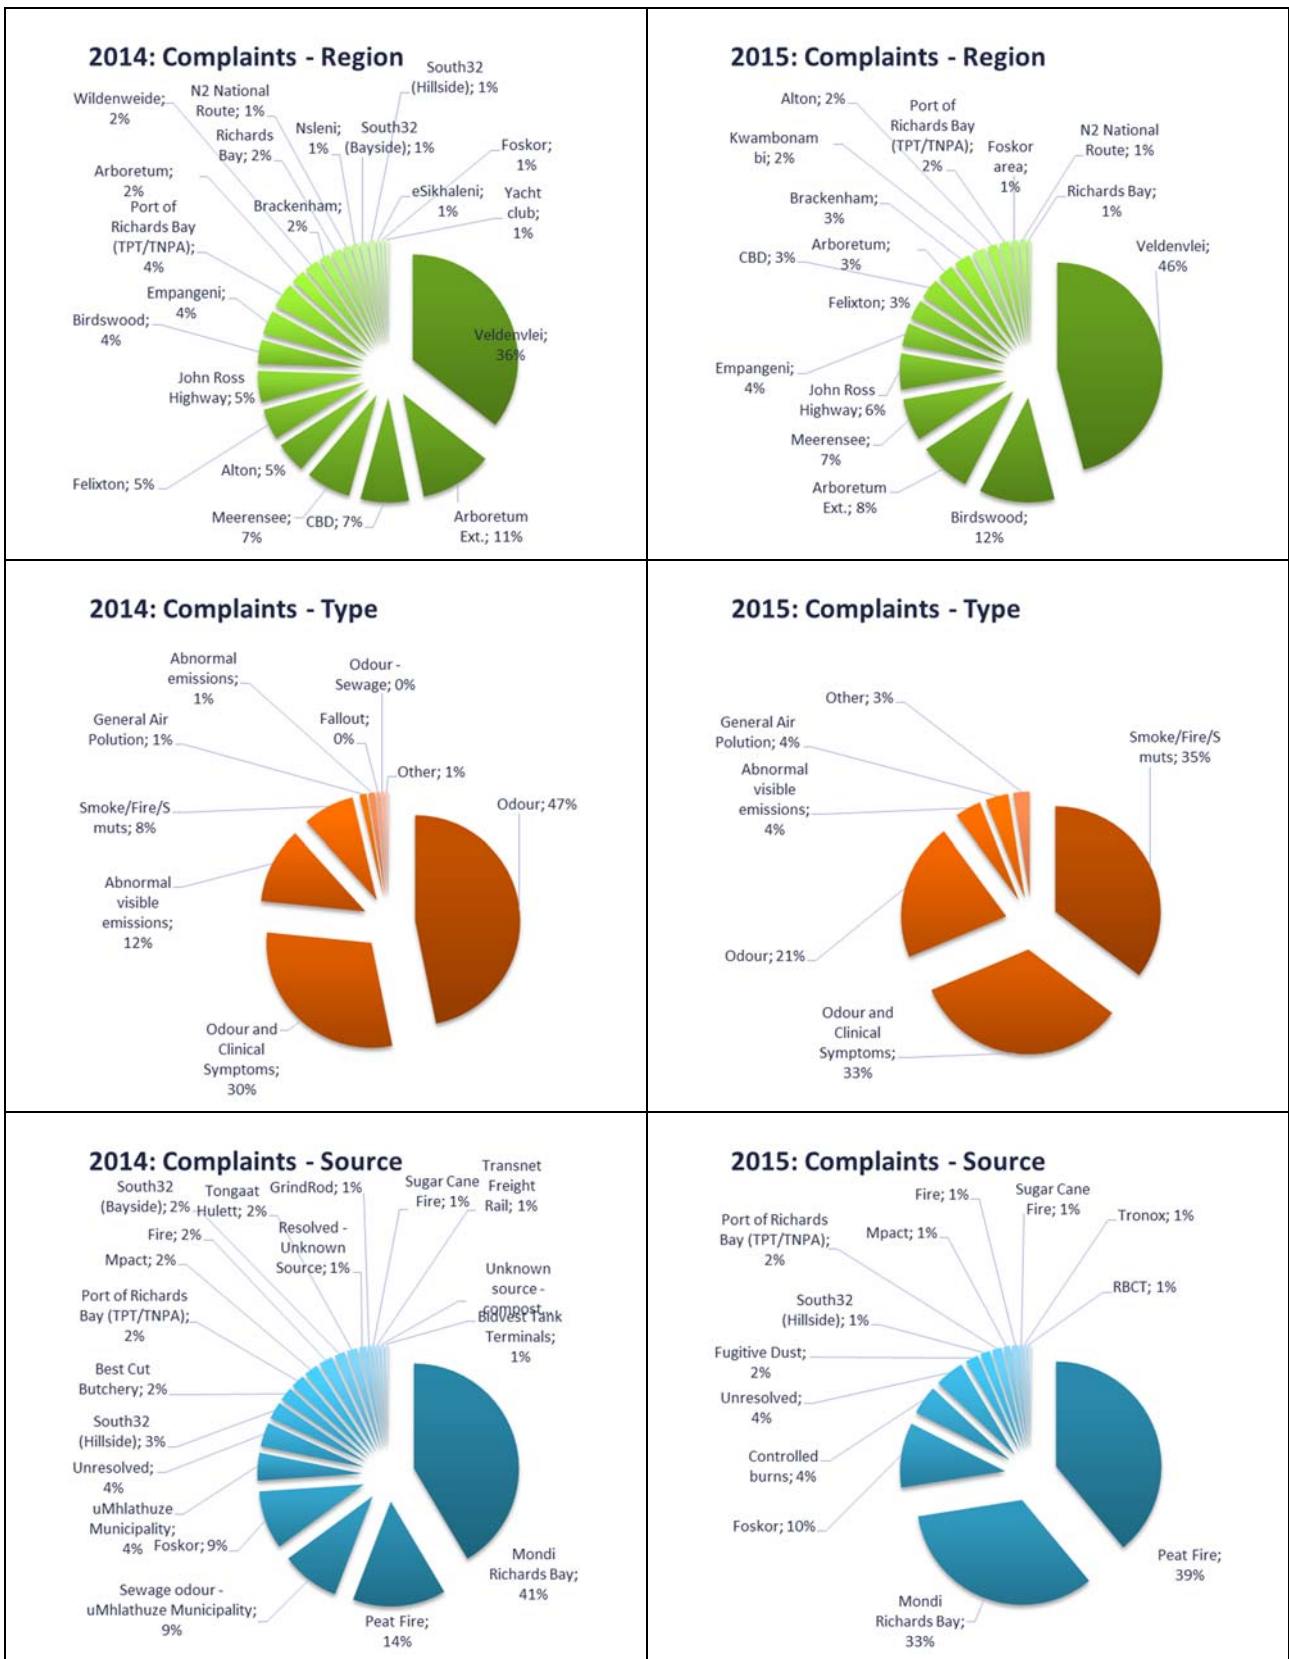 2014: Complaints - Region
South32
(Hillside); 1%
N2 National
Route; 1%
Wildenweide;
2%
Richards
Bay; 2%
Nsleni;
1%
South32
(Bayside); 1%
Foskor;
1%
Arboretum;
2%
eSikhaleni;
1%
Yacht
club;
1%
Port of
Richards Bay
(TPT/TNPA);
4%
Brackenham;
2%
Empangeni;
4%
Birdswood;
4%
Veldenvlei;
36%
John Ross
Highway; 5%
Alton; 5%
Felixton; 5%
Meerensee;
7%
CBD; 7%
Arboretum
Ext.; 11%
2015: Complaints - Region
Alton; 2%
Port of
Richards Bay
(TPT/TNPA);
2%
Kwambonam
bi; 2%
Foskor
area;
1%
N2 National
Route; 1%
Brackenham;
3%
Richards Bay;
1%
CBD; 3%
Arboretum;
3%
Veldenvlei;
46%
Felixton; 3%
Empangeni;
4%
John Ross
Highway; 6%
Meerensee;
7%
Arboretum
Ext.; 8%
Birdswood;
12%
2014: Complaints - Type
Abnormal
emissions;
1%
Odour -
Sewage; 0%
General Air
Polution; 1%
Fallout;
0%
Other; 1%
Smoke/Fire/S
muts; 8%
Odour; 47%
Abnormal
visible
emissions;
12%
Odour and
Clinical
Symptoms;
30%
2015: Complaints - Type
Other; 3%
General Air
Polution; 4%
Smoke/Fire/S
muts; 35%
Abnormal
visible
emissions;
4%
Odour; 21%
Odour and
Clinical
Symptoms;
33%
2014: Complaints - Source
South32
(Bayside); 2%
Tongaat
Hulett; 2%
GrindRod; 1%
Sugar Cane
Fire; 1%
Transnet
Freight
Rail; 1%
Fire; 2%
Resolved -
Unknown
Source; 1%
Mpact; 2%
Unknown
source -
compost...
Port of Richards
Bay (TPT/TNPA);
2%
Bidvest Tank
Terminals;
1%
Best Cut
Butchery; 2%
South32
(Hillside); 3%
Unresolved;
4%
uMhlathuze
Municipality;
4%
Foskor; 9%
Mondi
Richards Bay;
41%
Sewage odour -
uMhlathuze Municipality;
9%
Peat Fire;
14%
2015: Complaints - Source
Fire; 1%
Sugar Cane
Fire; 1%
Port of Richards
Bay (TPT/TNPA);
2%
Mpact; 1%
Tronox; 1%
RBCT; 1%
South32
(Hillside); 1%
Fugitive Dust;
2%
Unresolved;
4%
Controlled
burns; 4%
Foskor; 10%
Peat Fire;
39%
Mondi
Richards Bay;
33%